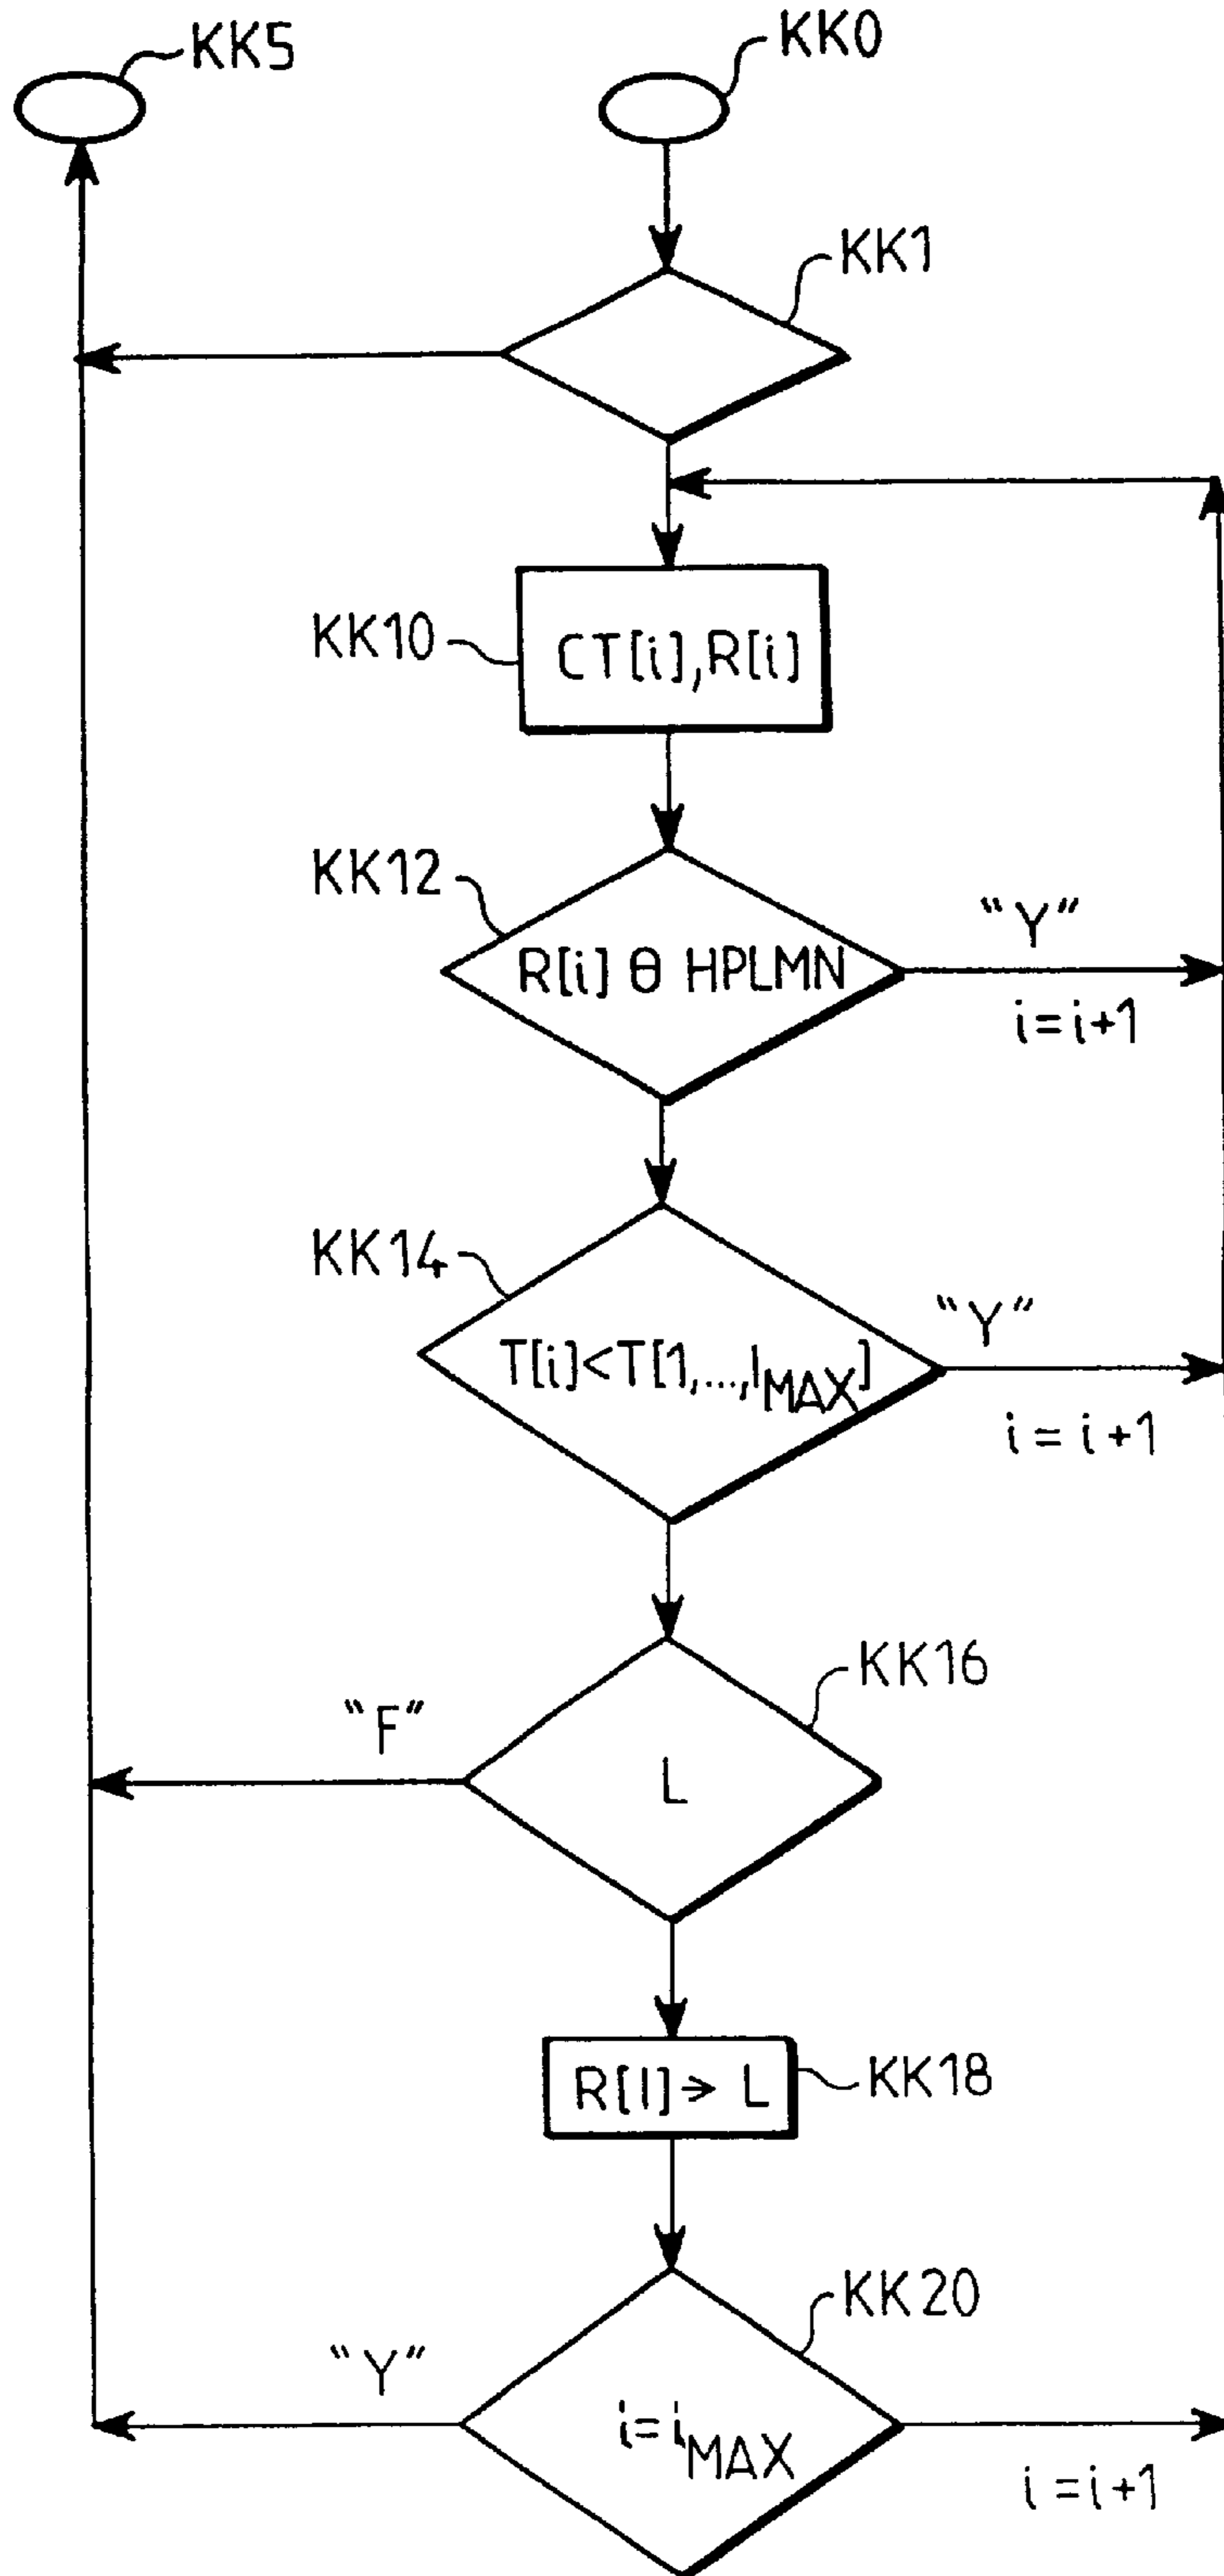 KK5
KK0
KK1
KK10
CT[i],R[i]
KK12
R[i] θ HPLMN
"Y"
i=i+1
KK14
T[i]<T[1,...,IMAX]
"Y"
i=i+1
KK16
"F"
L
R[I]→ L
KK18
KK20
"Y"
i=iMAX
i=i+1